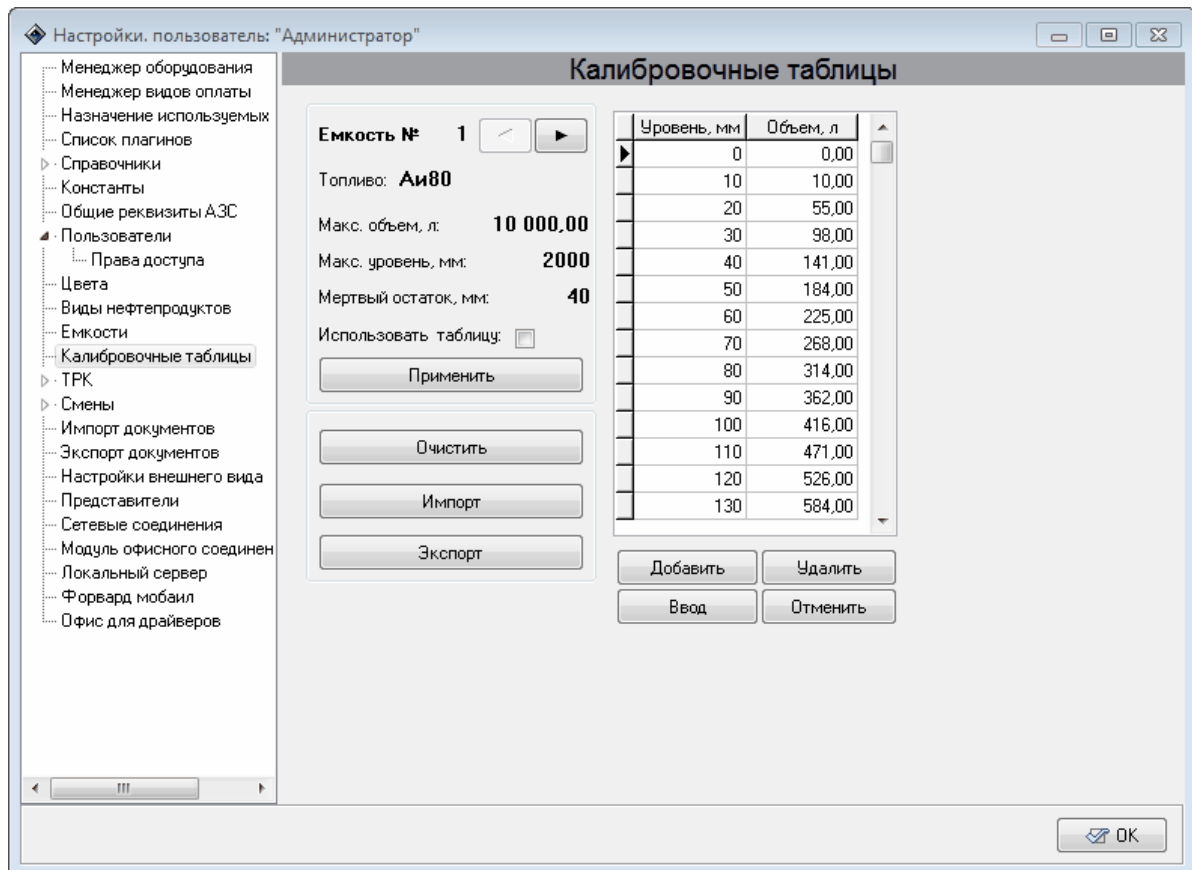 Настройки. пользователь: "Администратор"
Менеджер оборудования
Менеджер видов оплаты
Назначение используемых
Список плагинов
Справочники
Константы
Общие реквизиты АЗС
Пользователи
Права доступа
Цвета
Виды нефтепродуктов
Емкости
Калибровочные таблицы
ТРК
Смены
Импорт документов
Экспорт документов
Настройки внешнего вида
Представители
Сетевые соединения
Модуль офисного соединен
Локальный сервер
Форвард мобаил
Офис для драйверов
Калибровочные таблицы
Емкость № 1
Топливо: Аи80
Макс. объем, л: 10 000,00
Макс. уровень, мм: 2000
Мертвый остаток, мм: 40
Использовать таблицу:
Применить
Очистить
Импорт
Экспорт
Уровень, мм Объем, л
0 0,00
10 10,00
20 55,00
30 98,00
40 141,00
50 184,00
60 225,00
70 268,00
80 314,00
90 362,00
100 416,00
110 471,00
120 526,00
130 584,00
Добавить Удалить
Ввод Отменить
OK